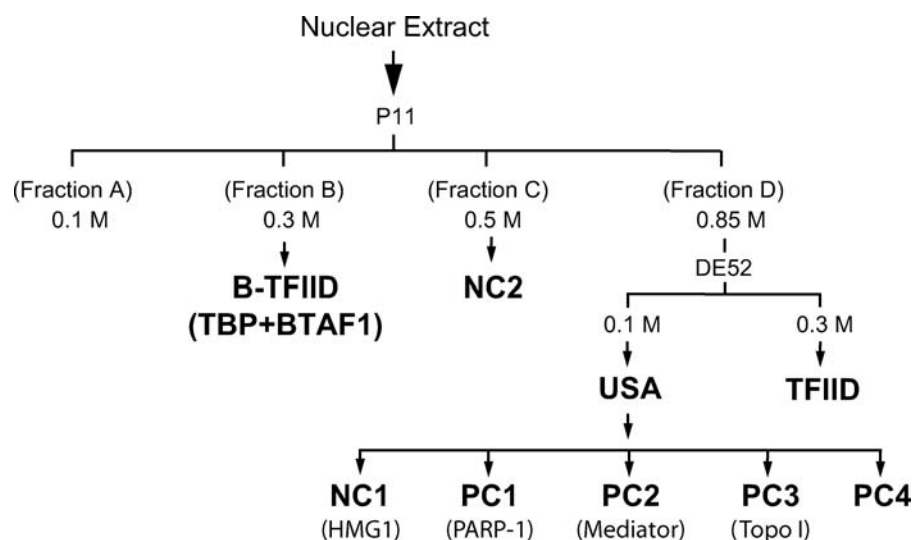 Nuclear Extract
P11
(Fraction A) (Fraction B) (Fraction C) (Fraction D)
0.1 M 0.3 M 0.5 M 0.85 M
DE52
B-TFIID NC2
(TBP+BTAF1)
0.1 M 0.3 M
USA TFIID
NC1 PC1 PC2 PC3 PC4
(HMG1) (PARP-1) (Mediator) (Topo I)